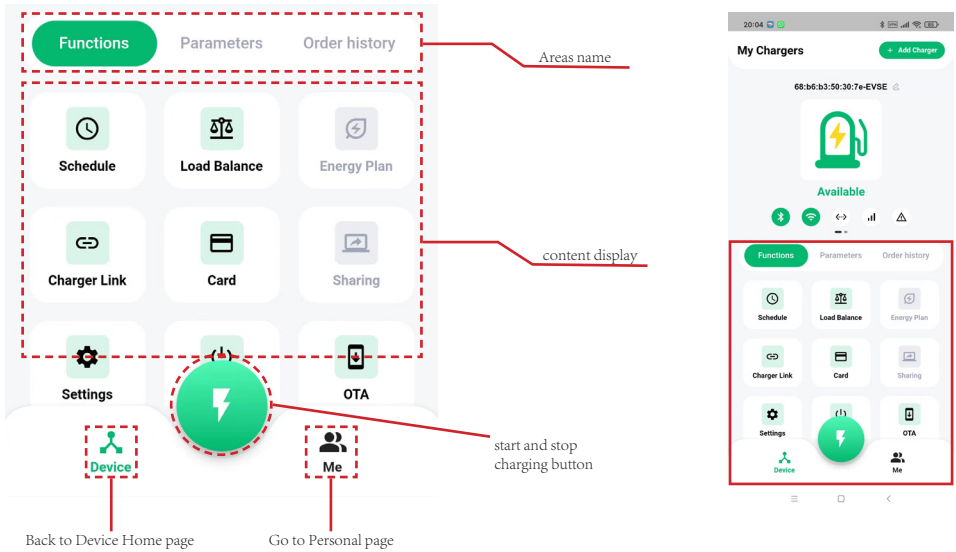 Functions Parameters Order history
Areas name
Schedule Load Balance Energy Plan
content display
Charger Link Card Sharing
Settings OTA
start and stop
charging button
Device Me
Back to Device Home page Go to Personal page
20:04
My Chargers + Add Charger
68:b6:b3:50:30:7e-EVSE
Available
Functions Parameters Order history
Schedule Load Balance Energy Plan
Charger Link Card Sharing
Settings OTA
Device Me